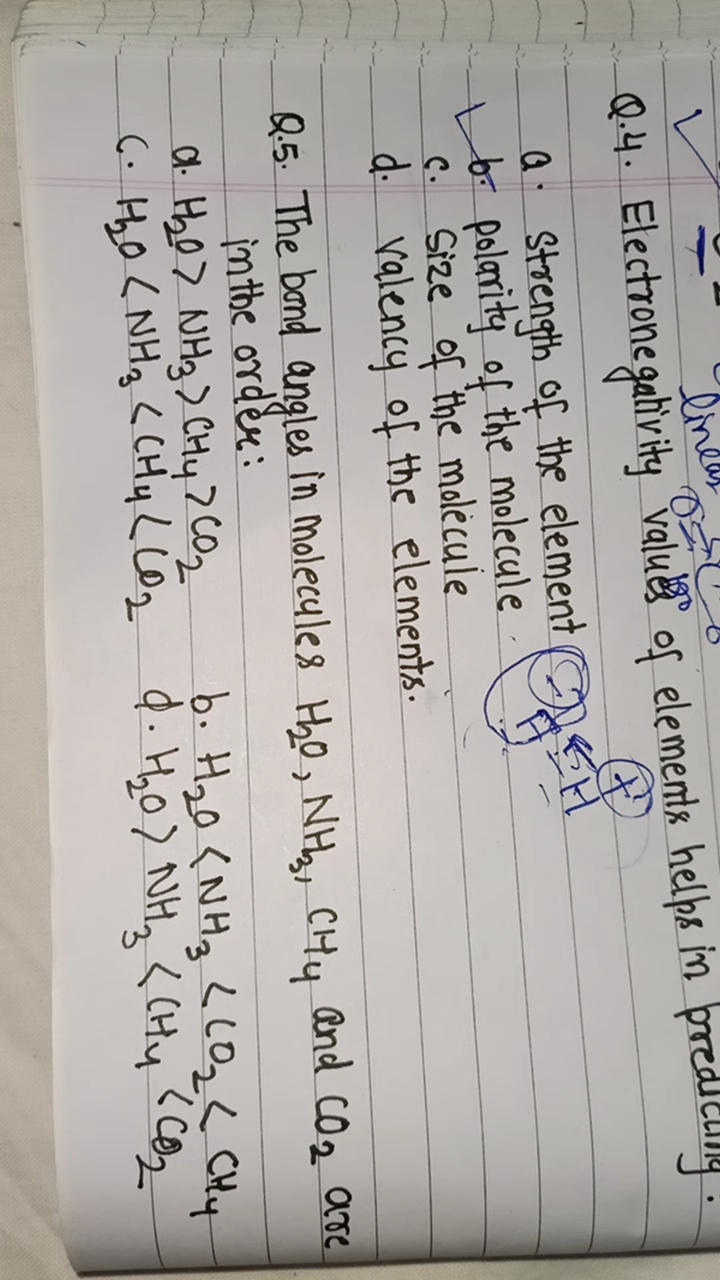 linear
Q.4. Electronegativity values of elements helps in predicting.
a. strength of the element
b. polarity of the molecule.
c. Size of the molecule
d. valency of the elements.
H
Q.5. The bond angles in molecules H₂O, NH₃, CH₄ and CO₂ are
in the order:
a. H₂O > NH₃ > CH₄ > CO₂ b. H₂O < NH₃ < CO₂ < CH₄
c. H₂O < NH₃ < CH₄ < CO₂ d. H₂O > NH₃ < CH₄ < CO₂